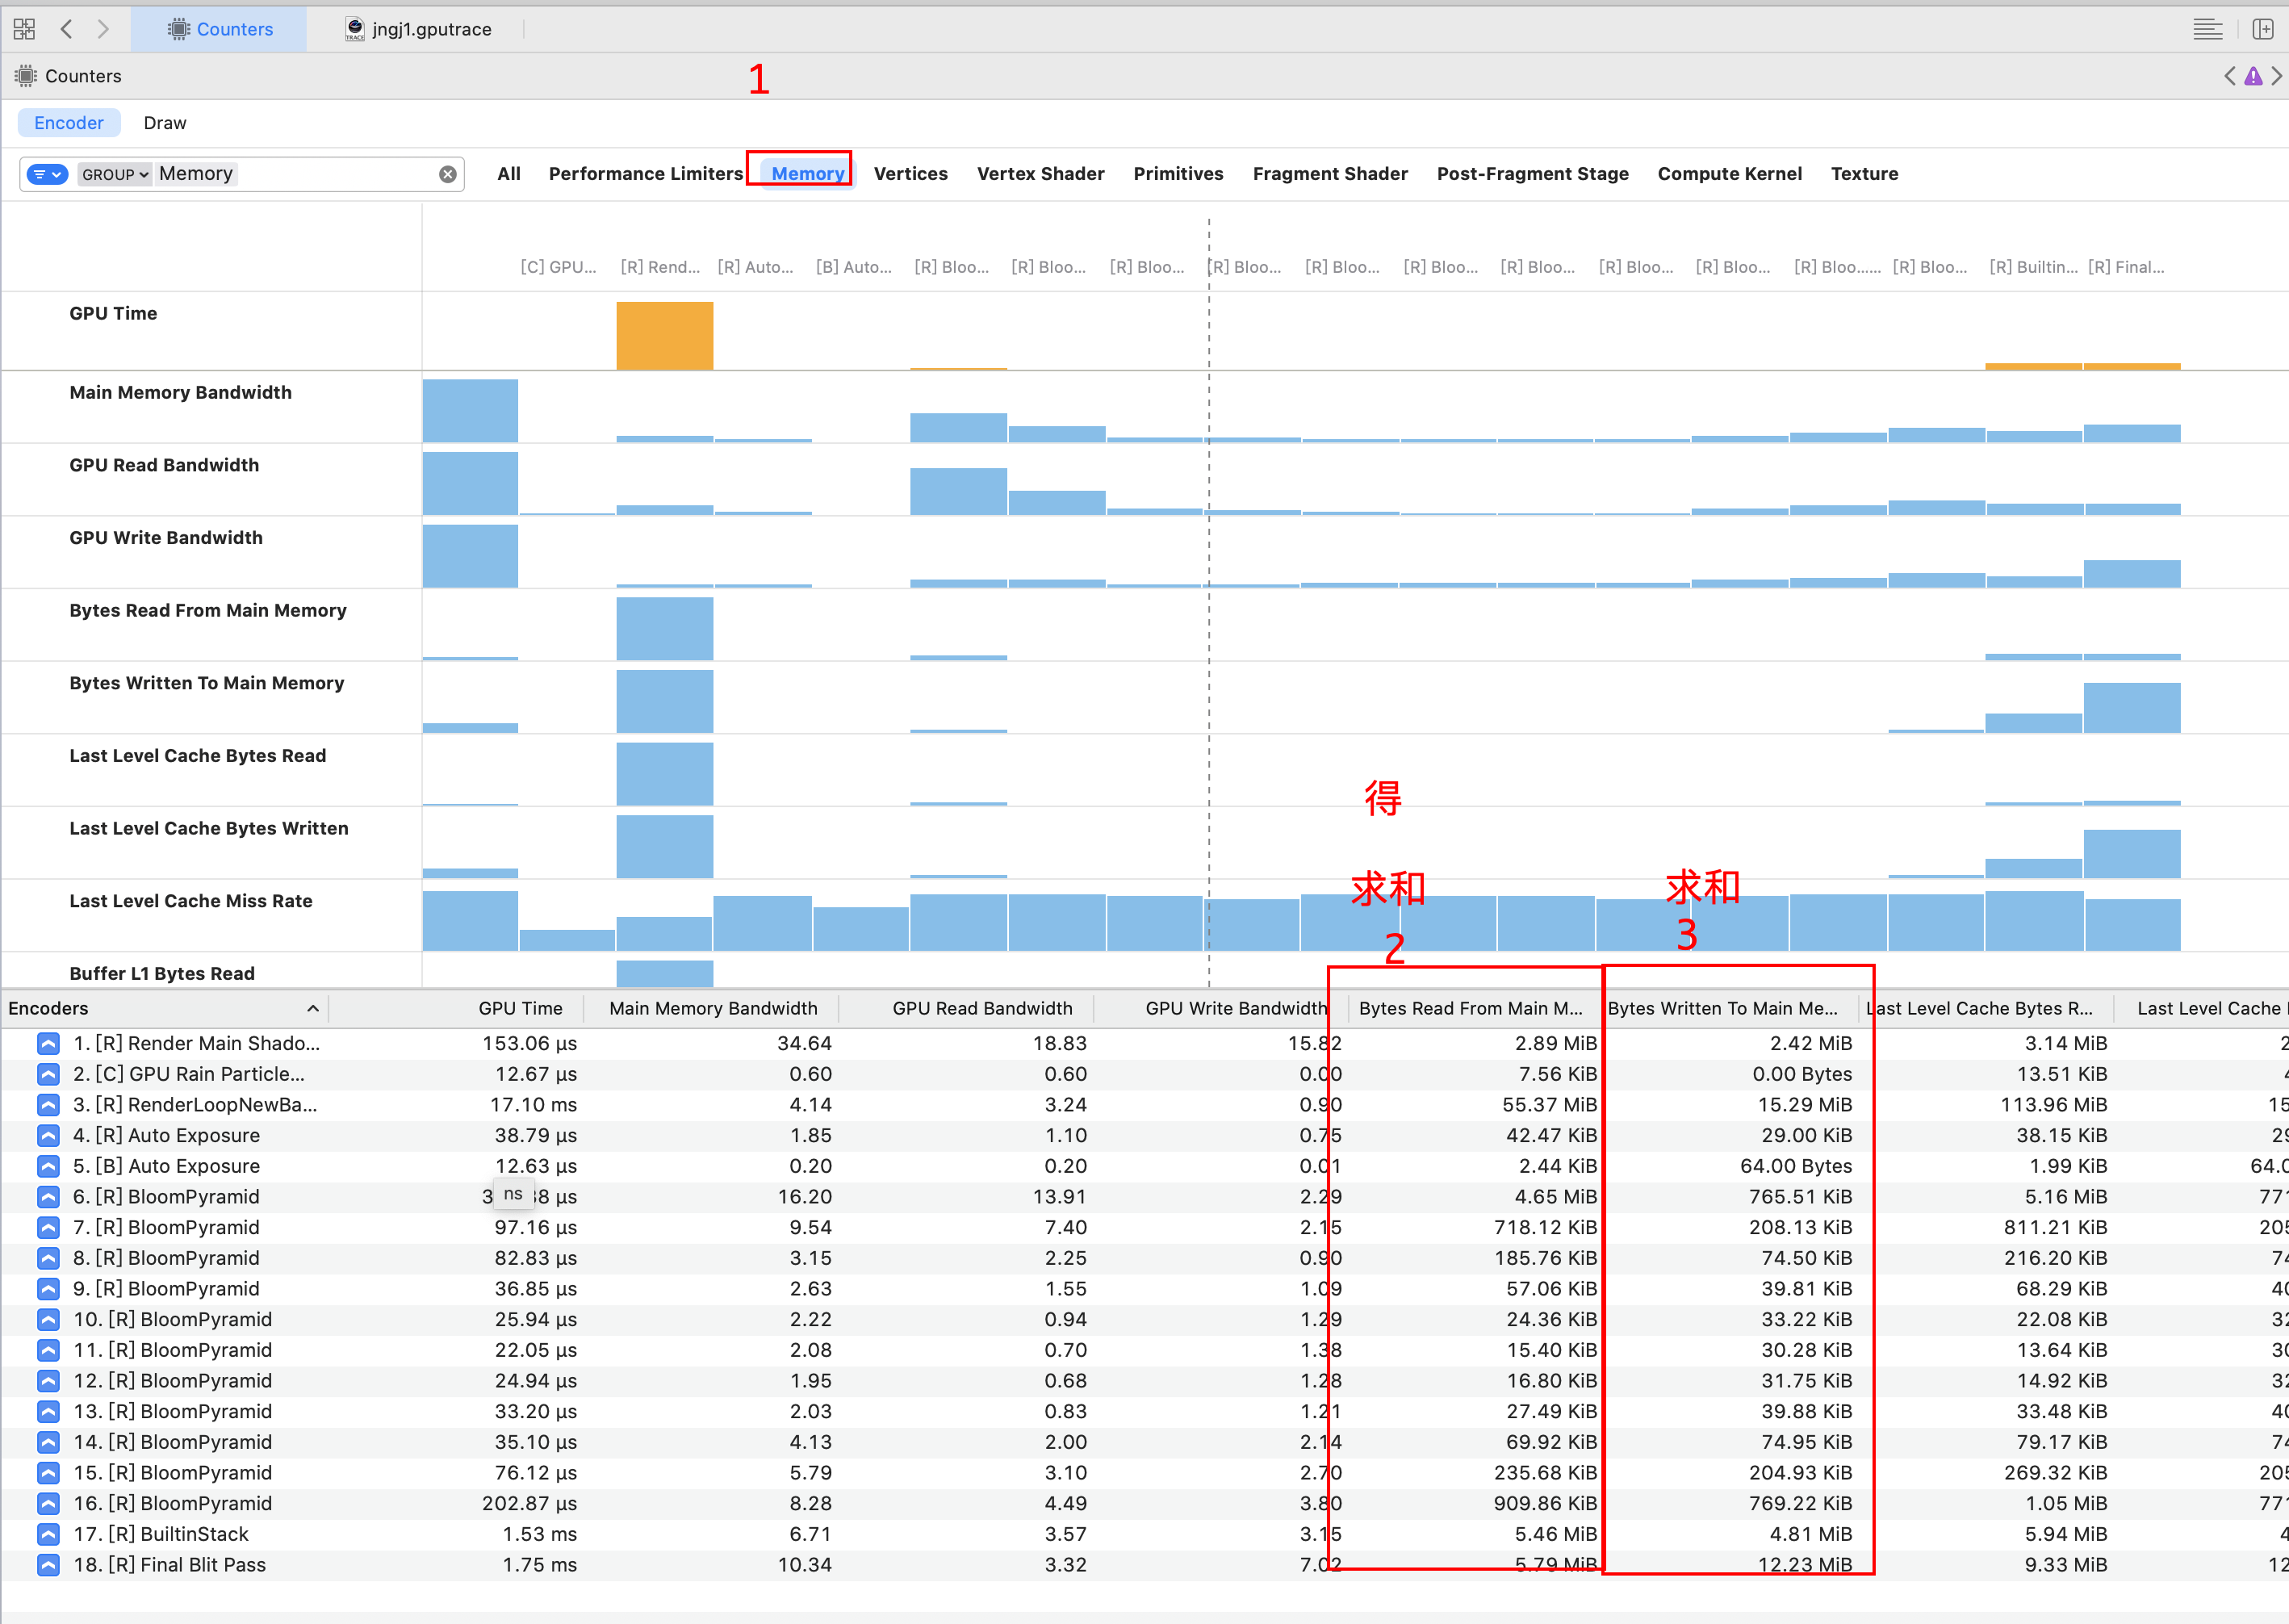 Counters
jngj1.gputrace
Counters
1
Encoder Draw
GROUP Memory
All Performance Limiters Memory Vertices Vertex Shader Primitives Fragment Shader Post-Fragment Stage Compute Kernel Texture
[C] GPU... [R] Rend... [R] Auto... [B] Auto... [R] Bloo... [R] Bloo... [R] Bloo... [R] Bloo... [R] Bloo... [R] Bloo... [R] Bloo... [R] Bloo... [R] Bloo... [R] Bloo...... [R] Bloo... [R] Builtin... [R] Final...
GPU Time
Main Memory Bandwidth
GPU Read Bandwidth
GPU Write Bandwidth
Bytes Read From Main Memory
Bytes Written To Main Memory
Last Level Cache Bytes Read
得
Last Level Cache Bytes Written
求和 求和
Last Level Cache Miss Rate
2 3
Buffer L1 Bytes Read
Encoders GPU Time Main Memory Bandwidth GPU Read Bandwidth GPU Write Bandwidth Bytes Read From Main M... Bytes Written To Main Me... Last Level Cache Bytes R... Last Level Cache
1. [R] Render Main Shado... 153.06 µs 34.64 18.83 15.82 2.89 MiB 2.42 MiB 3.14 MiB 2
2. [C] GPU Rain Particle... 12.67 µs 0.60 0.60 0.00 7.56 KiB 0.00 Bytes 13.51 KiB
3. [R] RenderLoopNewBa... 17.10 ms 4.14 3.24 0.90 55.37 MiB 15.29 MiB 113.96 MiB 15
4. [R] Auto Exposure 38.79 µs 1.85 1.10 0.75 42.47 KiB 29.00 KiB 38.15 KiB 29
5. [B] Auto Exposure 12.63 µs 0.20 0.20 0.01 2.44 KiB 64.00 Bytes 1.99 KiB 64.0
6. [R] BloomPyramid 3 ns 8 µs 16.20 13.91 2.29 4.65 MiB 765.51 KiB 5.16 MiB 771
7. [R] BloomPyramid 97.16 µs 9.54 7.40 2.15 718.12 KiB 208.13 KiB 811.21 KiB 205
8. [R] BloomPyramid 82.83 µs 3.15 2.25 0.90 185.76 KiB 74.50 KiB 216.20 KiB 74
9. [R] BloomPyramid 36.85 µs 2.63 1.55 1.09 57.06 KiB 39.81 KiB 68.29 KiB 40
10. [R] BloomPyramid 25.94 µs 2.22 0.94 1.29 24.36 KiB 33.22 KiB 22.08 KiB 32
11. [R] BloomPyramid 22.05 µs 2.08 0.70 1.38 15.40 KiB 30.28 KiB 13.64 KiB 30
12. [R] BloomPyramid 24.94 µs 1.95 0.68 1.28 16.80 KiB 31.75 KiB 14.92 KiB 32
13. [R] BloomPyramid 33.20 µs 2.03 0.83 1.21 27.49 KiB 39.88 KiB 33.48 KiB 40
14. [R] BloomPyramid 35.10 µs 4.13 2.00 2.14 69.92 KiB 74.95 KiB 79.17 KiB 74
15. [R] BloomPyramid 76.12 µs 5.79 3.10 2.70 235.68 KiB 204.93 KiB 269.32 KiB 205
16. [R] BloomPyramid 202.87 µs 8.28 4.49 3.80 909.86 KiB 769.22 KiB 1.05 MiB 771
17. [R] BuiltinStack 1.53 ms 6.71 3.57 3.15 5.46 MiB 4.81 MiB 5.94 MiB 4
18. [R] Final Blit Pass 1.75 ms 10.34 3.32 7.02 5.79 MiB 12.23 MiB 9.33 MiB 12